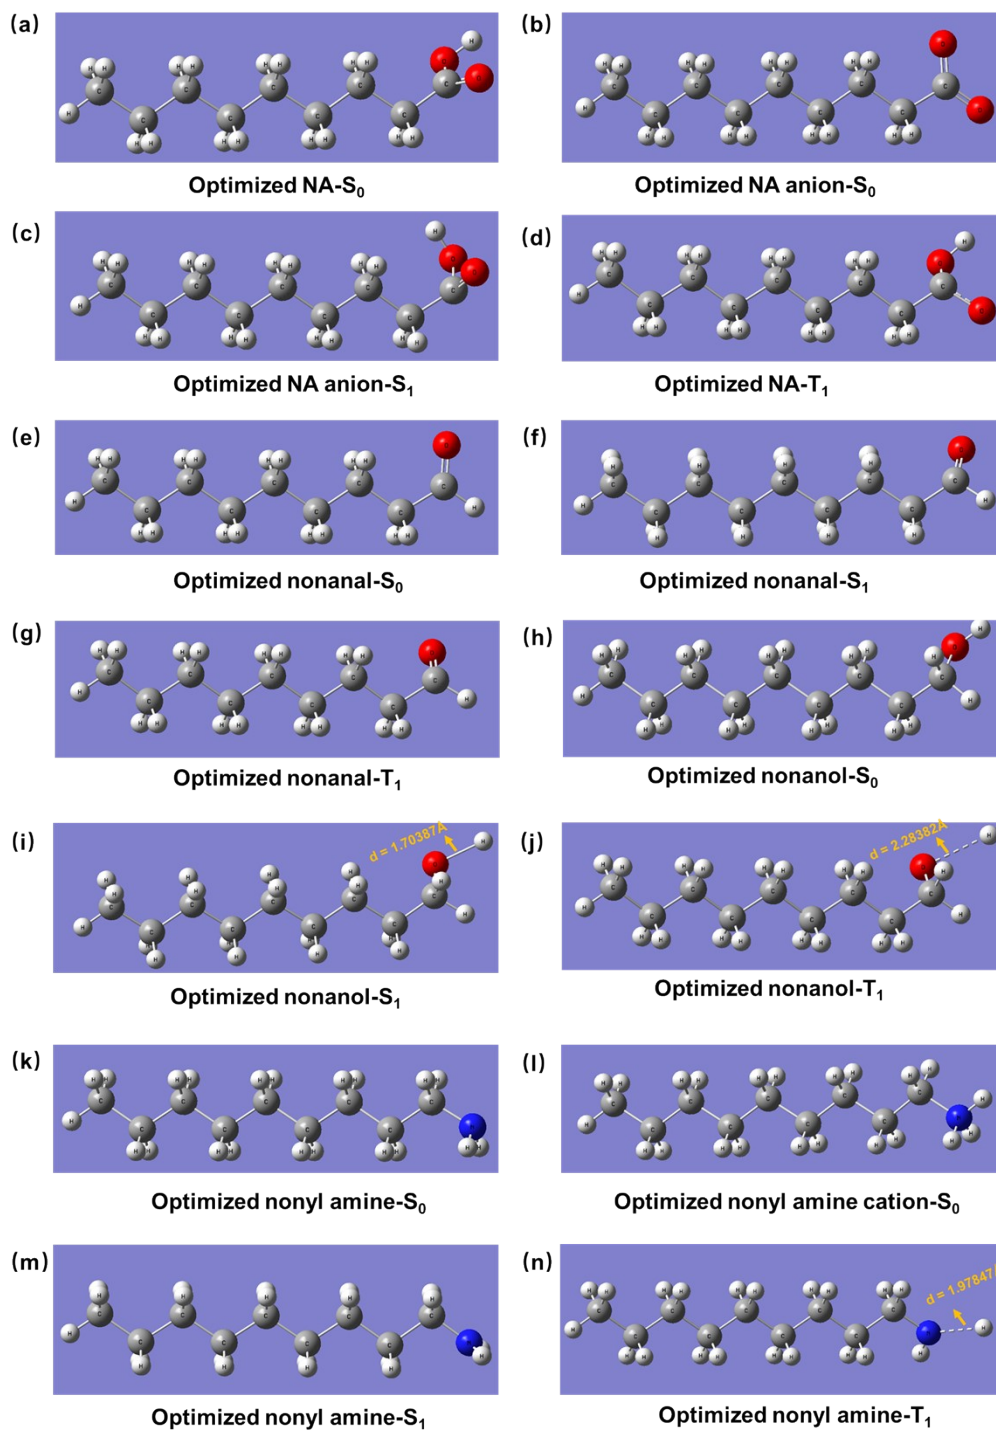 (a)
(b)
Optimized NA-S₀
Optimized NA anion-S₀
(c)
(d)
Optimized NA anion-S₁
Optimized NA-T₁
(e)
(f)
Optimized nonanal-S₀
Optimized nonanal-S₁
(g)
(h)
Optimized nonanal-T₁
Optimized nonanol-S₀
(i)
d = 1.70387Å
(j)
d = 2.28382Å
Optimized nonanol-S₁
Optimized nonanol-T₁
(k)
(l)
Optimized nonyl amine-S₀
Optimized nonyl amine cation-S₀
(m)
(n)
d = 1.97847
Optimized nonyl amine-S₁
Optimized nonyl amine-T₁